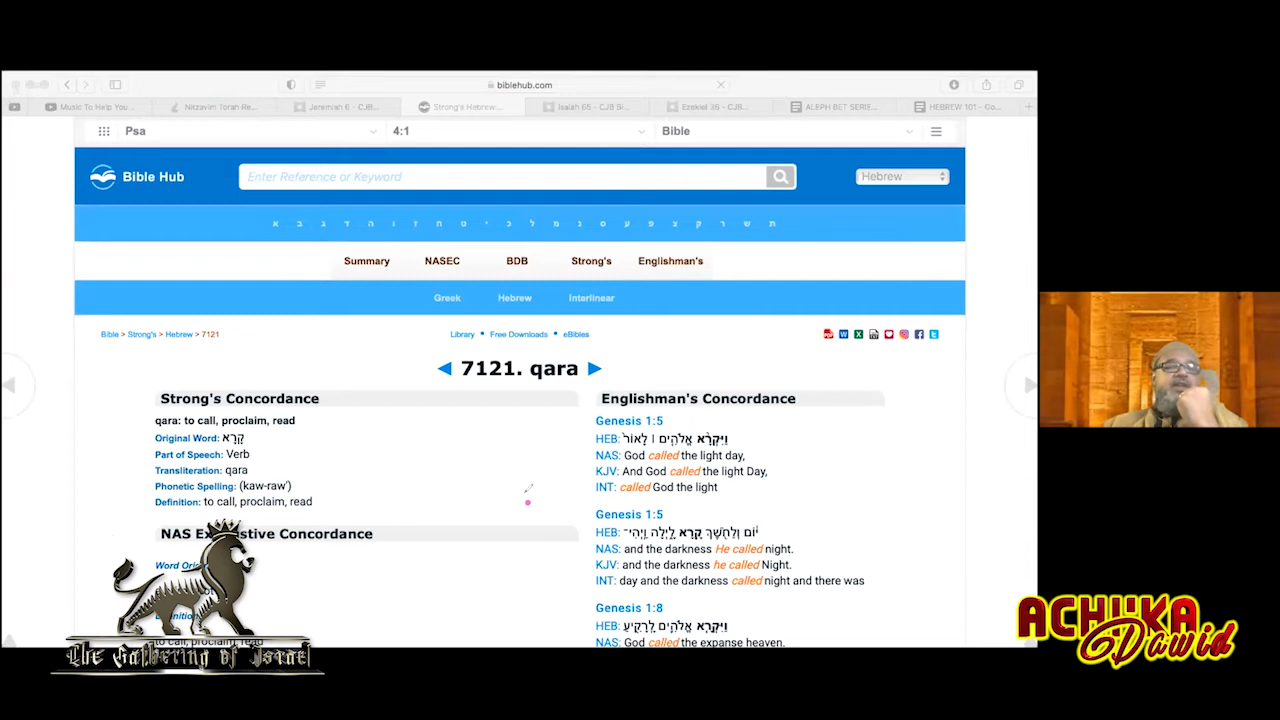 biblehub.com
Music To Help You ...
Nitzavim Torah Re...
Jeremiah 6 - CJB ...
Strong's Hebrew:...
Isaiah 65 - CJB Bi...
Ezekiel 36 - CJB...
ALEPH BET SERIE...
HEBREW 101 - Go...
Psa 4:1 Bible
Bible Hub Enter Reference or Keyword Hebrew
א ב ג ד ה ו ז ח ט י כ ל מ נ ס ע פ צ ק ר ש ת
Summary NASEC BDB Strong's Englishman's
Greek Hebrew Interlinear
Bible > Strong's > Hebrew > 7121
Library • Free Downloads • eBibles
◄ 7121. qara ►
Strong's Concordance
qara: to call, proclaim, read
Original Word: קָרָא
Part of Speech: Verb
Transliteration: qara
Phonetic Spelling: (kaw-raw')
Definition: to call, proclaim, read
NAS Ex stive Concordance
Word Ori
to call, proclaim, read
Englishman's Concordance
Genesis 1:5
HEB: וַיִּקְרָ֨א אֱלֹהִ֤ים ׀ לָאוֹר֙
NAS: God called the light day,
KJV: And God called the light Day,
INT: called God the light
Genesis 1:5
HEB: י֔וֹם וְלַחֹ֖שֶׁךְ קָ֣רָא לָ֑יְלָה וַֽיְהִי־
NAS: and the darkness He called night.
KJV: and the darkness he called Night.
INT: day and the darkness called night and there was
Genesis 1:8
HEB: וַיִּקְרָ֧א אֱלֹהִ֛ים לָֽרָקִ֖יעַ
NAS: God called the expanse heaven.
The Gathering of Israel
ACHUKA
Dawid